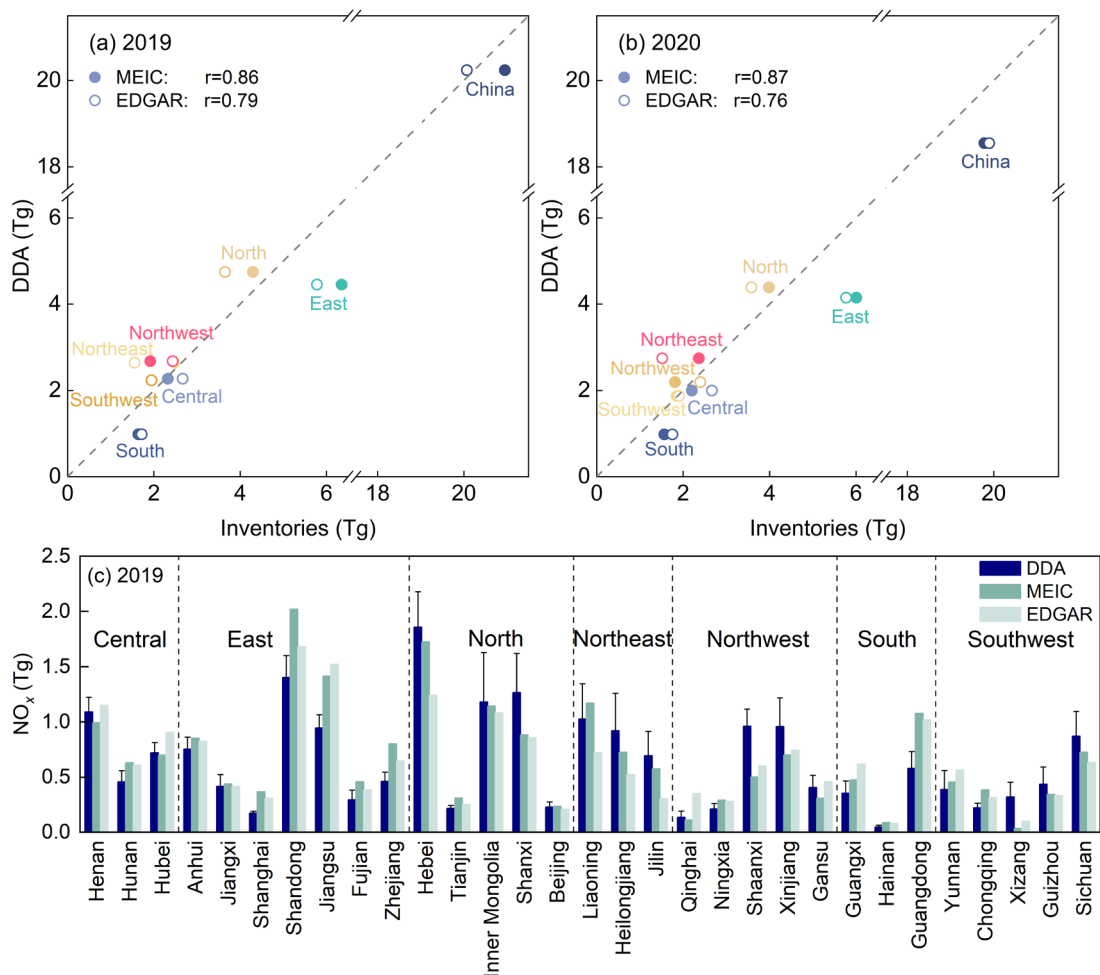 (a) 2019
MEIC: r=0.86
EDGAR: r=0.79
China
North
East
Northwest
Northeast
Southwest
Central
South
DDA (Tg)
20
18
6
4
2
0
0 2 4 6 18 20
Inventories (Tg)
(b) 2020
MEIC: r=0.87
EDGAR: r=0.76
China
North
East
Northeast
Northwest
Southwest
Central
South
DDA (Tg)
20
18
6
4
2
0
0 2 4 6 18 20
Inventories (Tg)
(c) 2019
DDA
MEIC
EDGAR
Central East North Northeast Northwest South Southwest
NOx (Tg)
2.5
2.0
1.5
1.0
0.5
0.0
Henan
Hunan
Hubei
Anhui
Jiangxi
Shanghai
Shandong
Jiangsu
Fujian
Zhejiang
Hebei
Tianjin
Inner Mongolia
Shanxi
Beijing
Liaoning
Heilongjiang
Jilin
Qinghai
Ningxia
Shaanxi
Xinjiang
Gansu
Guangxi
Hainan
Guangdong
Yunnan
Chongqing
Xizang
Guizhou
Sichuan